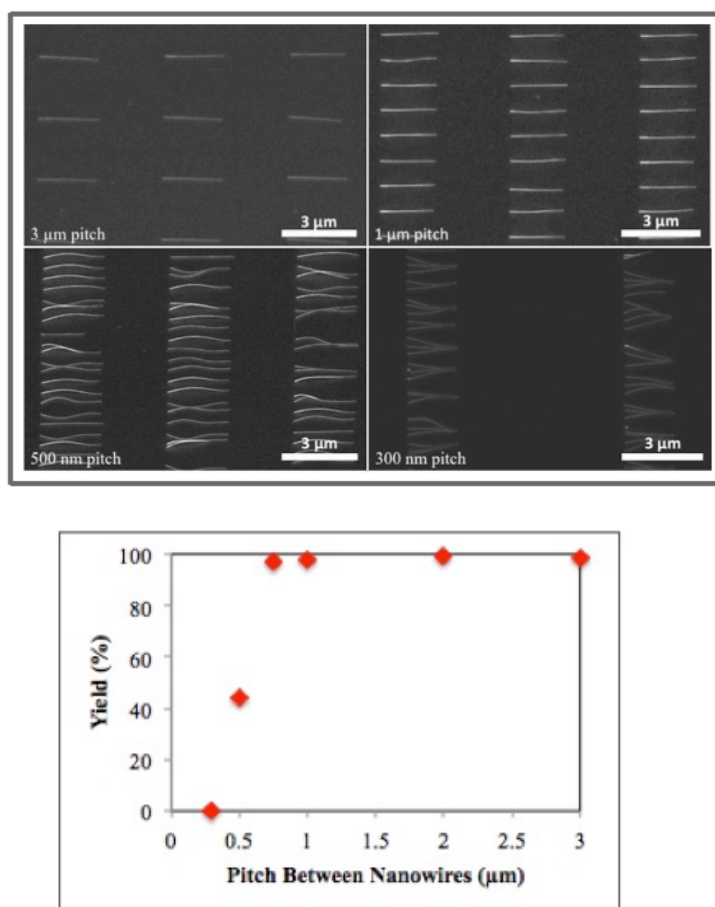 3 µm pitch
3 µm
1 µm pitch
3 µm
500 nm pitch
3 µm
300 nm pitch
3 µm
100
80
60
40
20
0
Yield (%)
0 0.5 1 1.5 2 2.5 3
Pitch Between Nanowires (µm)